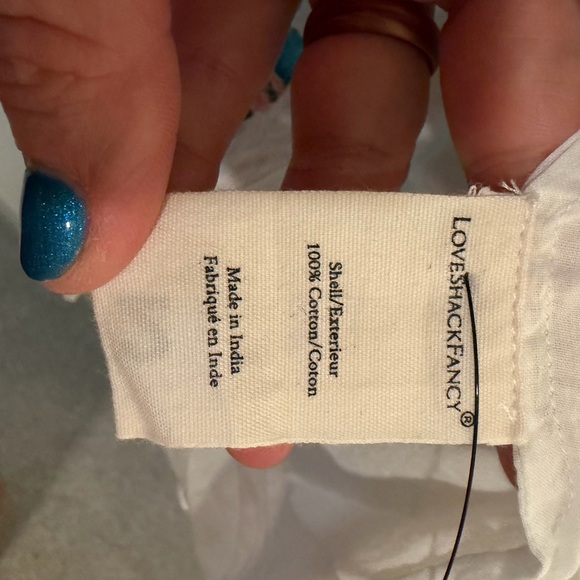 LOVESHACKFANCY®
Shell/Exterieur
100% Cotton/Coton
Made in India
Fabriqué en Inde